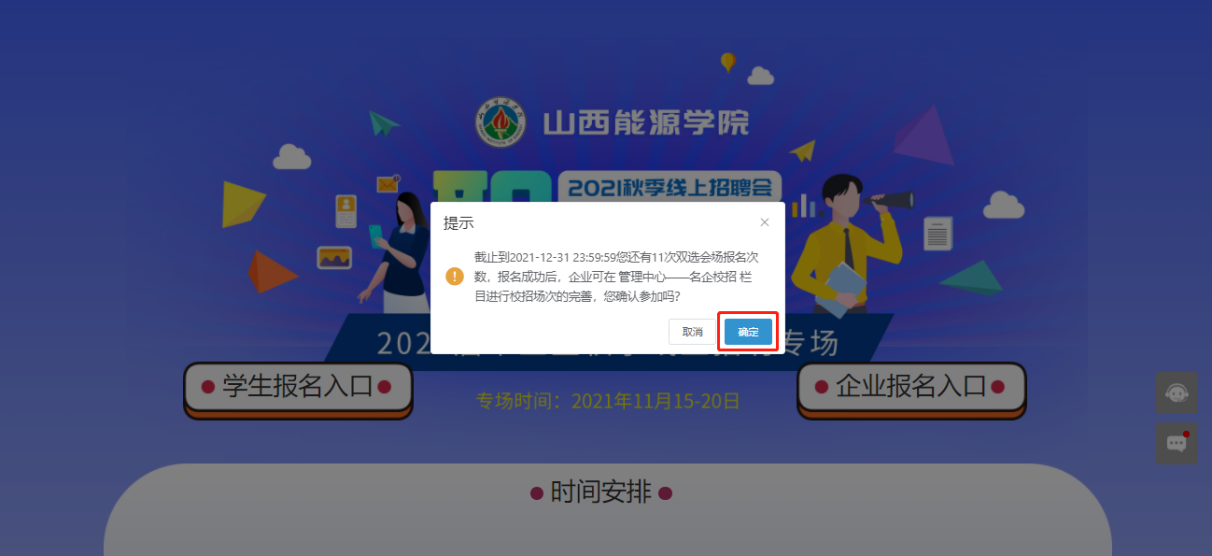 山西能源学院
2021秋季线上招聘会
提示
截止到2021-12-31 23:59:59您还有11次双选会场报名次
数，报名成功后，企业可在 管理中心——名企校招 栏
目进行校招场次的完善，您确认参加吗？
取消
确定
专场
学生报名入口
企业报名入口
专场时间：2021年11月15-20日
时间安排